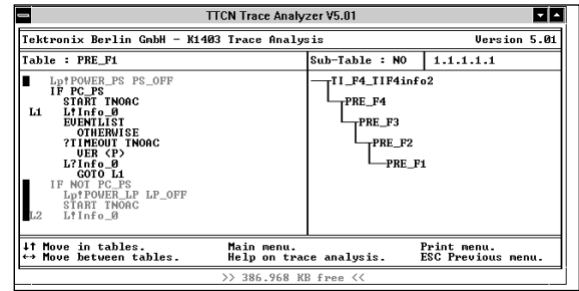 TTCN Trace Analyzer V5.01
Tektronix Berlin GmbH - K1403 Trace Analysis Version 5.01
Table : PRE_F1 Sub-Table : NO 1.1.1.1.1
Lp!POWER_PS PS_OFF
IF PC_PS
START TNOAC
L1 L!Info_0
EVENTLIST
OTHERWISE
?TIMEOUT TNOAC
VER (P)
L?Info_0
GOTO L1
IF NOT PC_PS
Lp!POWER_LP LP_OFF
START TNOAC
L2 L!Info_0
TI_F4_TIF4info2
PRE_F4
PRE_F3
PRE_F2
PRE_F1
↓↑ Move in tables. Main menu. Print menu.
↔ Move between tables. Help on trace analysis. ESC Previous menu.
>> 386.968 KB free <<